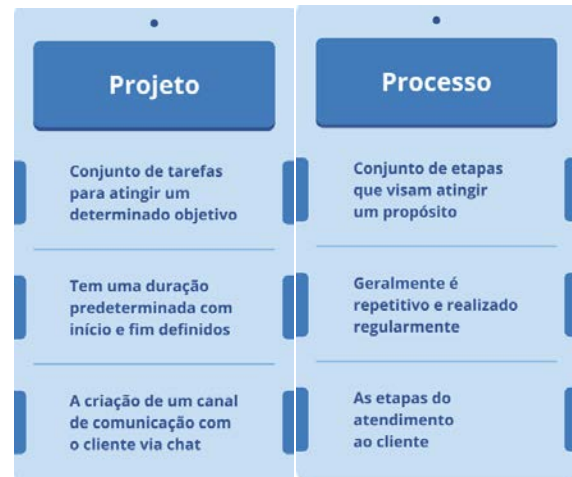 Projeto
Conjunto de tarefas
para atingir um
determinado objetivo
Tem uma duração
predeterminada com
início e fim definidos
A criação de um canal
de comunicação com
o cliente via chat
Processo
Conjunto de etapas
que visam atingir
um propósito
Geralmente é
repetitivo e realizado
regularmente
As etapas do
atendimento
ao cliente